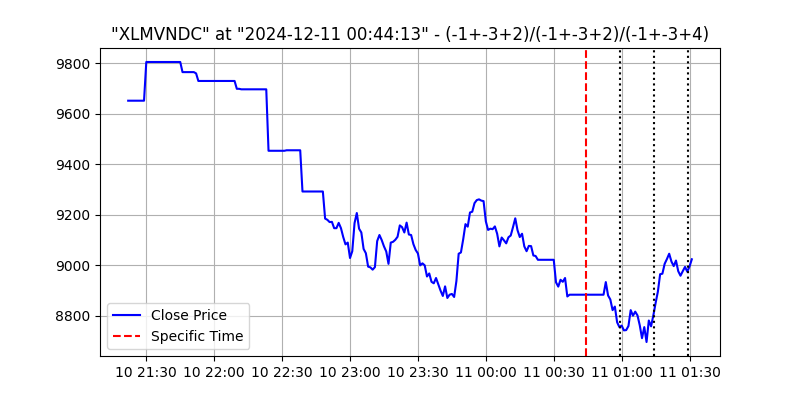 "XLMVNDC" at "2024-12-11 00:44:13" - (-1+-3+2)/(-1+-3+2)/(-1+-3+4)
9800
9600
9400
9200
9000
8800
Close Price
Specific Time
10 21:30 10 22:00 10 22:30 10 23:00 10 23:30 11 00:00 11 00:30 11 01:00 11 01:30